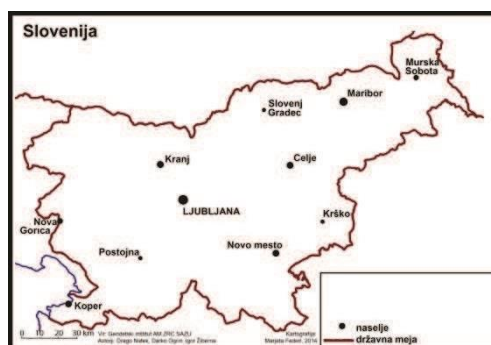 Slovenija
Murska
Sobota
Slovenj
Gradec
Maribor
Kranj
Celje
LJUBLJANA
Nova
Gorica
Krško
Postojna
Novo mesto
Koper
0 10 20 30 km
naselje
državna meja